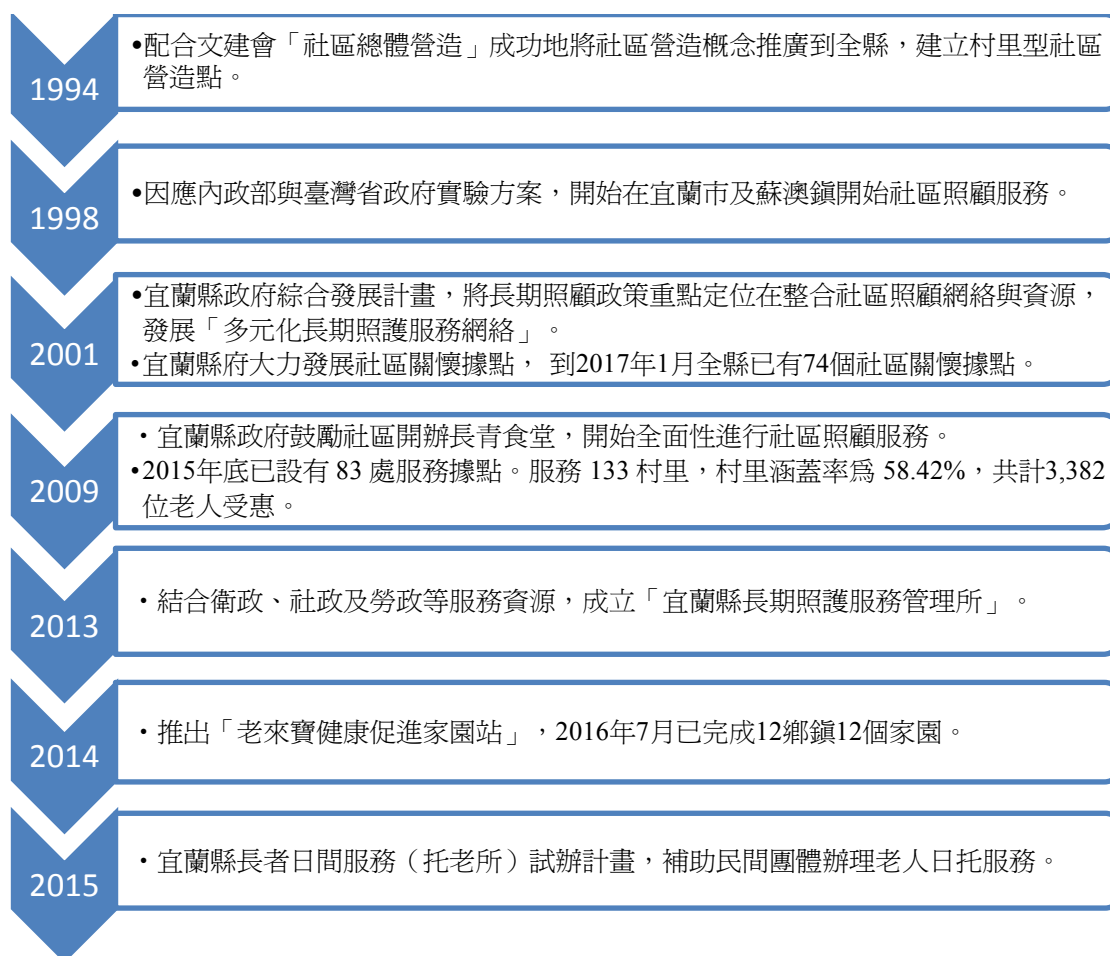 1994
•配合文建會「社區總體營造」成功地將社區營造概念推廣到全縣，建立村里型社區
營造點。
1998
•因應內政部與臺灣省政府實驗方案，開始在宜蘭市及蘇澳鎮開始社區照顧服務。
2001
•宜蘭縣政府綜合發展計畫，將長期照顧政策重點定位在整合社區照顧網絡與資源，
發展「多元化長期照護服務網絡」。
•宜蘭縣府大力發展社區關懷據點， 到2017年1月全縣已有74個社區關懷據點。
2009
・宜蘭縣政府鼓勵社區開辦長青食堂，開始全面性進行社區照顧服務。
•2015年底已設有 83 處服務據點。服務 133 村里，村里涵蓋率爲 58.42%，共計3,382
位老人受惠。
2013
・結合衛政、社政及勞政等服務資源，成立「宜蘭縣長期照護服務管理所」。
2014
・推出「老來寶健康促進家園站」，2016年7月已完成12鄉鎮12個家園。
2015
・宜蘭縣長者日間服務（托老所）試辦計畫，補助民間團體辦理老人日托服務。